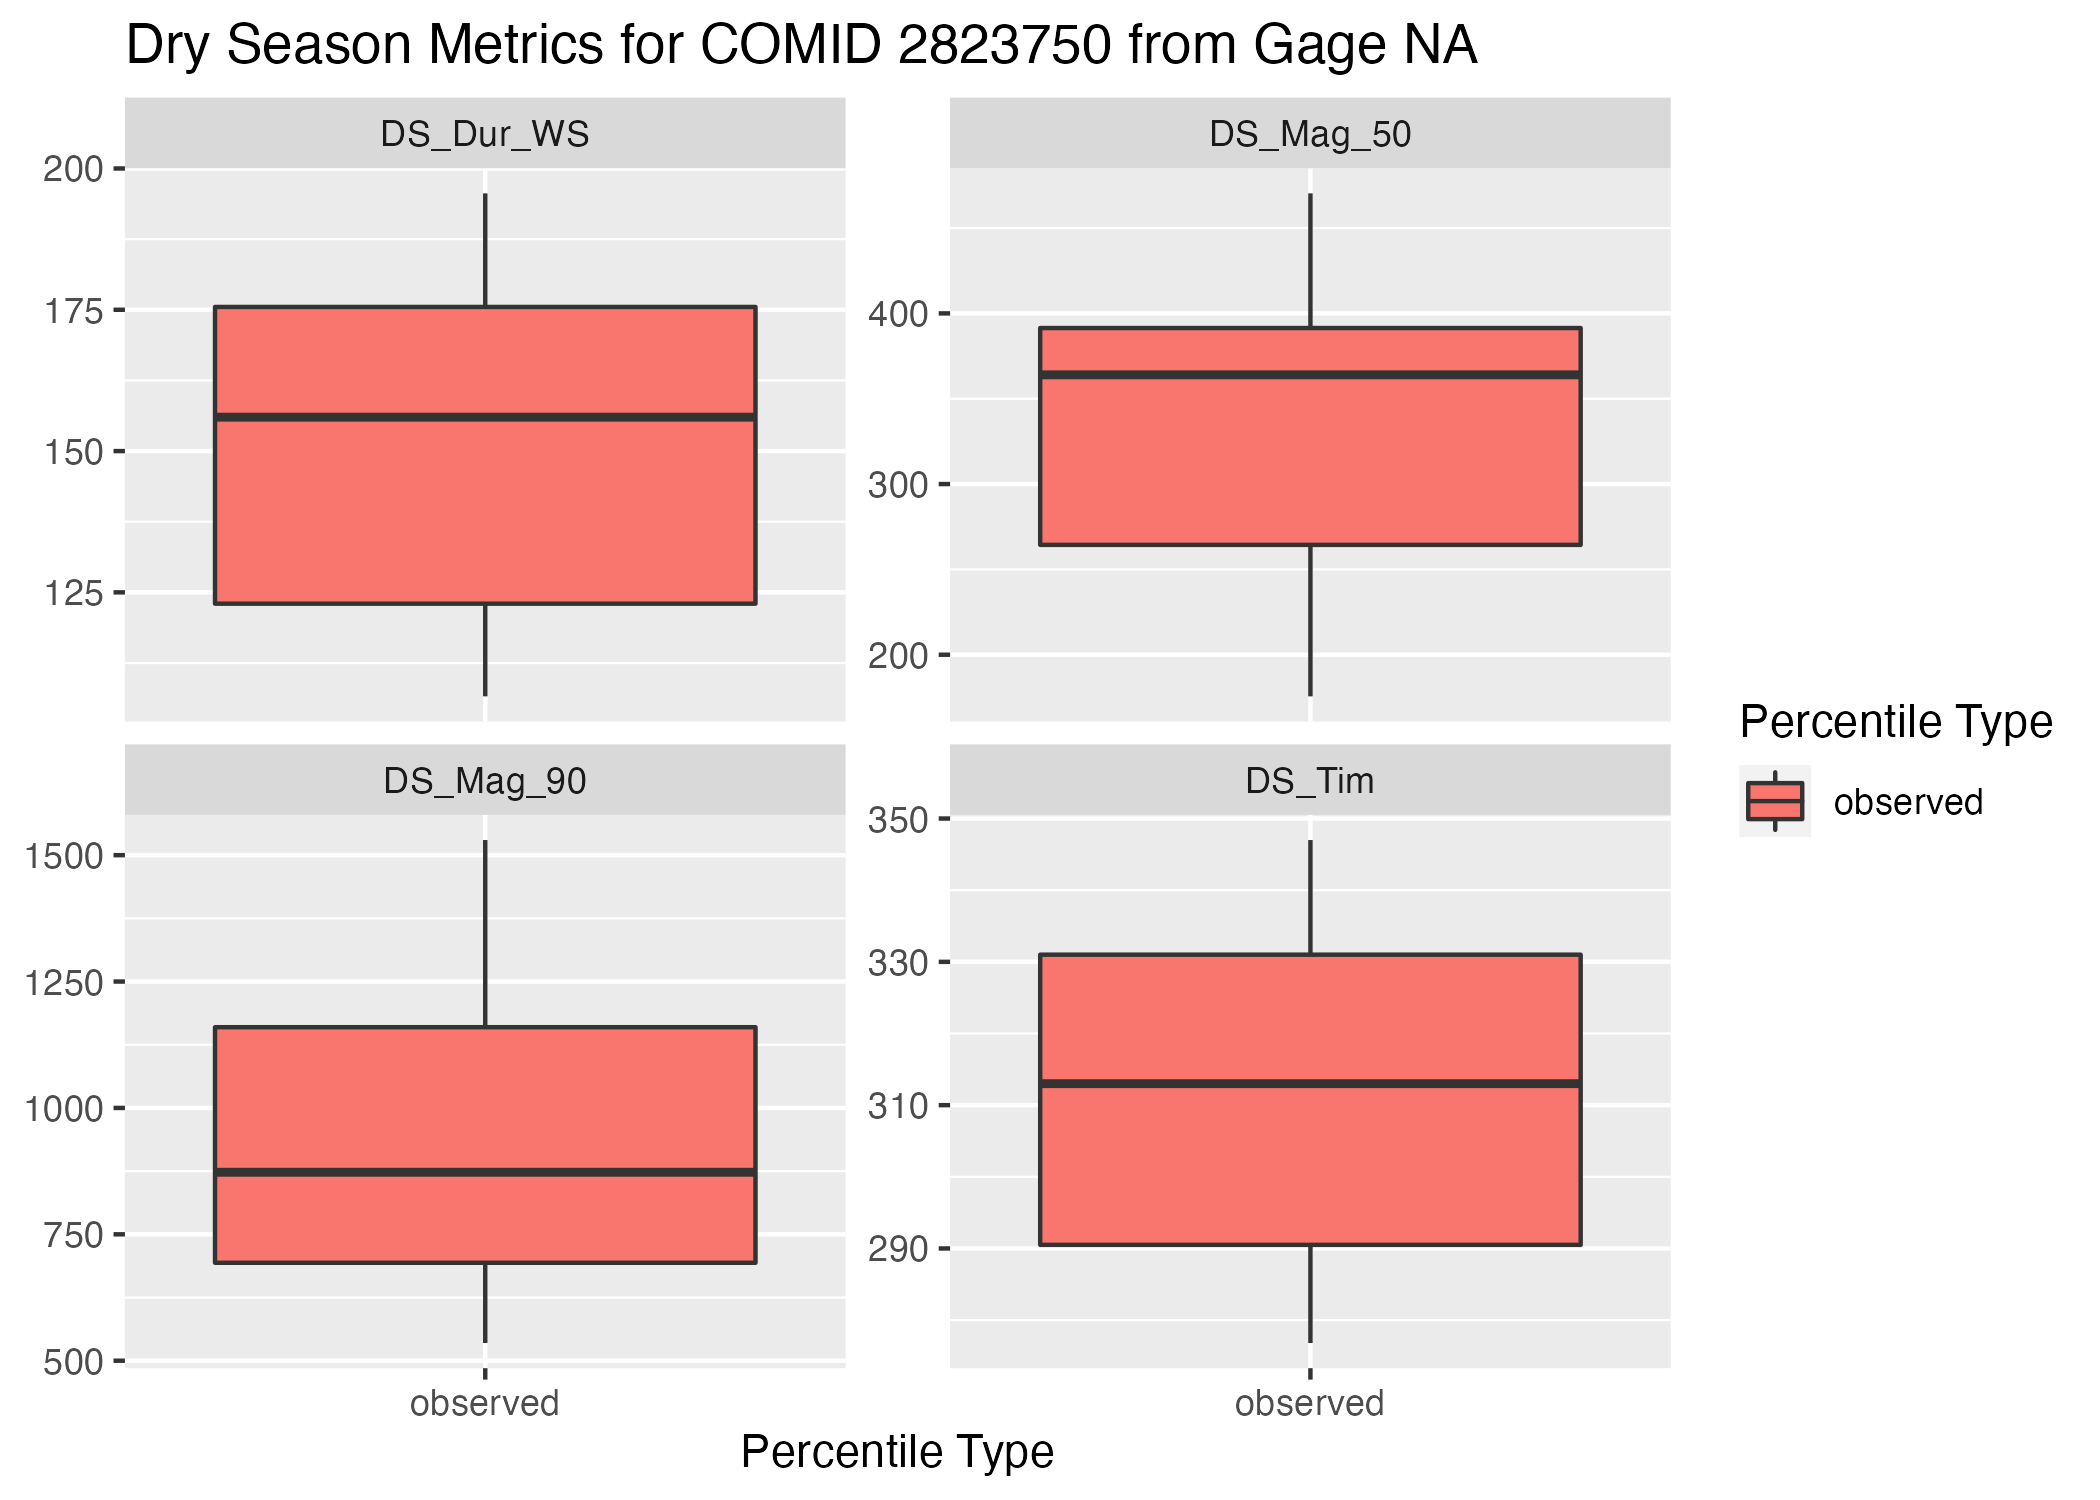 Dry Season Metrics for COMID 2823750 from Gage NA
DS_Dur_WS
200
175
150
125
DS_Mag_50
400
300
200
DS_Mag_90
1500
1250
1000
750
500
observed
DS_Tim
350
330
310
290
observed
Percentile Type
Percentile Type
observed